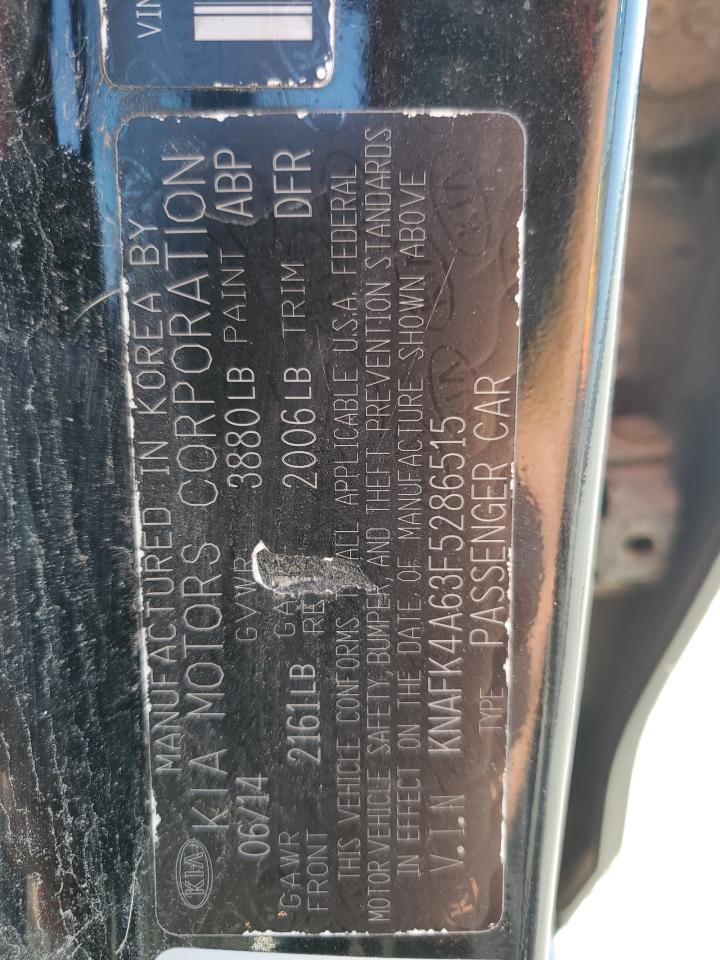 VIN
KIA
MANUFACTURED IN KOREA BY
KIA MOTORS CORPORATION
06/14 GVWR 3880LB PAINT ABP
GAWR FRONT 2161LB 2006LB TRIM DFR
THIS VEHICLE CONFORMS ALL APPLICABLE U.S.A. FEDERAL
MOTOR VEHICLE SAFETY, BUMPER, AND THEFT PREVENTION STANDARDS
IN EFFECT ON THE DATE OF MANUFACTURE SHOWN ABOVE
V.I.N KNAFK4A63F5286515
TYPE PASSENGER CAR